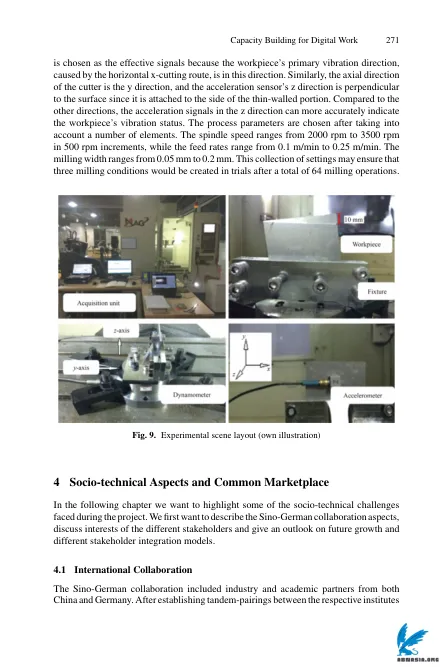 Capacity Building for Digital Work 271
is chosen as the effective signals because the workpiece's primary vibration direction,
caused by the horizontal x-cutting route, is in this direction. Similarly, the axial direction
of the cutter is the y direction, and the acceleration sensor's z direction is perpendicular
to the surface since it is attached to the side of the thin-walled portion. Compared to the
other directions, the acceleration signals in the z direction can more accurately indicate
the workpiece's vibration status. The process parameters are chosen after taking into
account a number of elements. The spindle speed ranges from 2000 rpm to 3500 rpm
in 500 rpm increments, while the feed rates range from 0.1 m/min to 0.25 m/min. The
milling width ranges from 0.05 mm to 0.2 mm. This collection of settings may ensure that
three milling conditions would be created in trials after a total of 64 milling operations.
MAG
10 mm
Workpiece
Fixture
Acquisition unit
z-axis
y-axis
Dynamometer
y
x
z
Accelerometer
Fig. 9. Experimental scene layout (own illustration)
4 Socio-technical Aspects and Common Marketplace
In the following chapter we want to highlight some of the socio-technical challenges
faced during the project. We first want to describe the Sino-German collaboration aspects,
discuss interests of the different stakeholders and give an outlook on future growth and
different stakeholder integration models.
4.1 International Collaboration
The Sino-German collaboration included industry and academic partners from both
China and Germany. After establishing tandem-pairings between the respective institutes